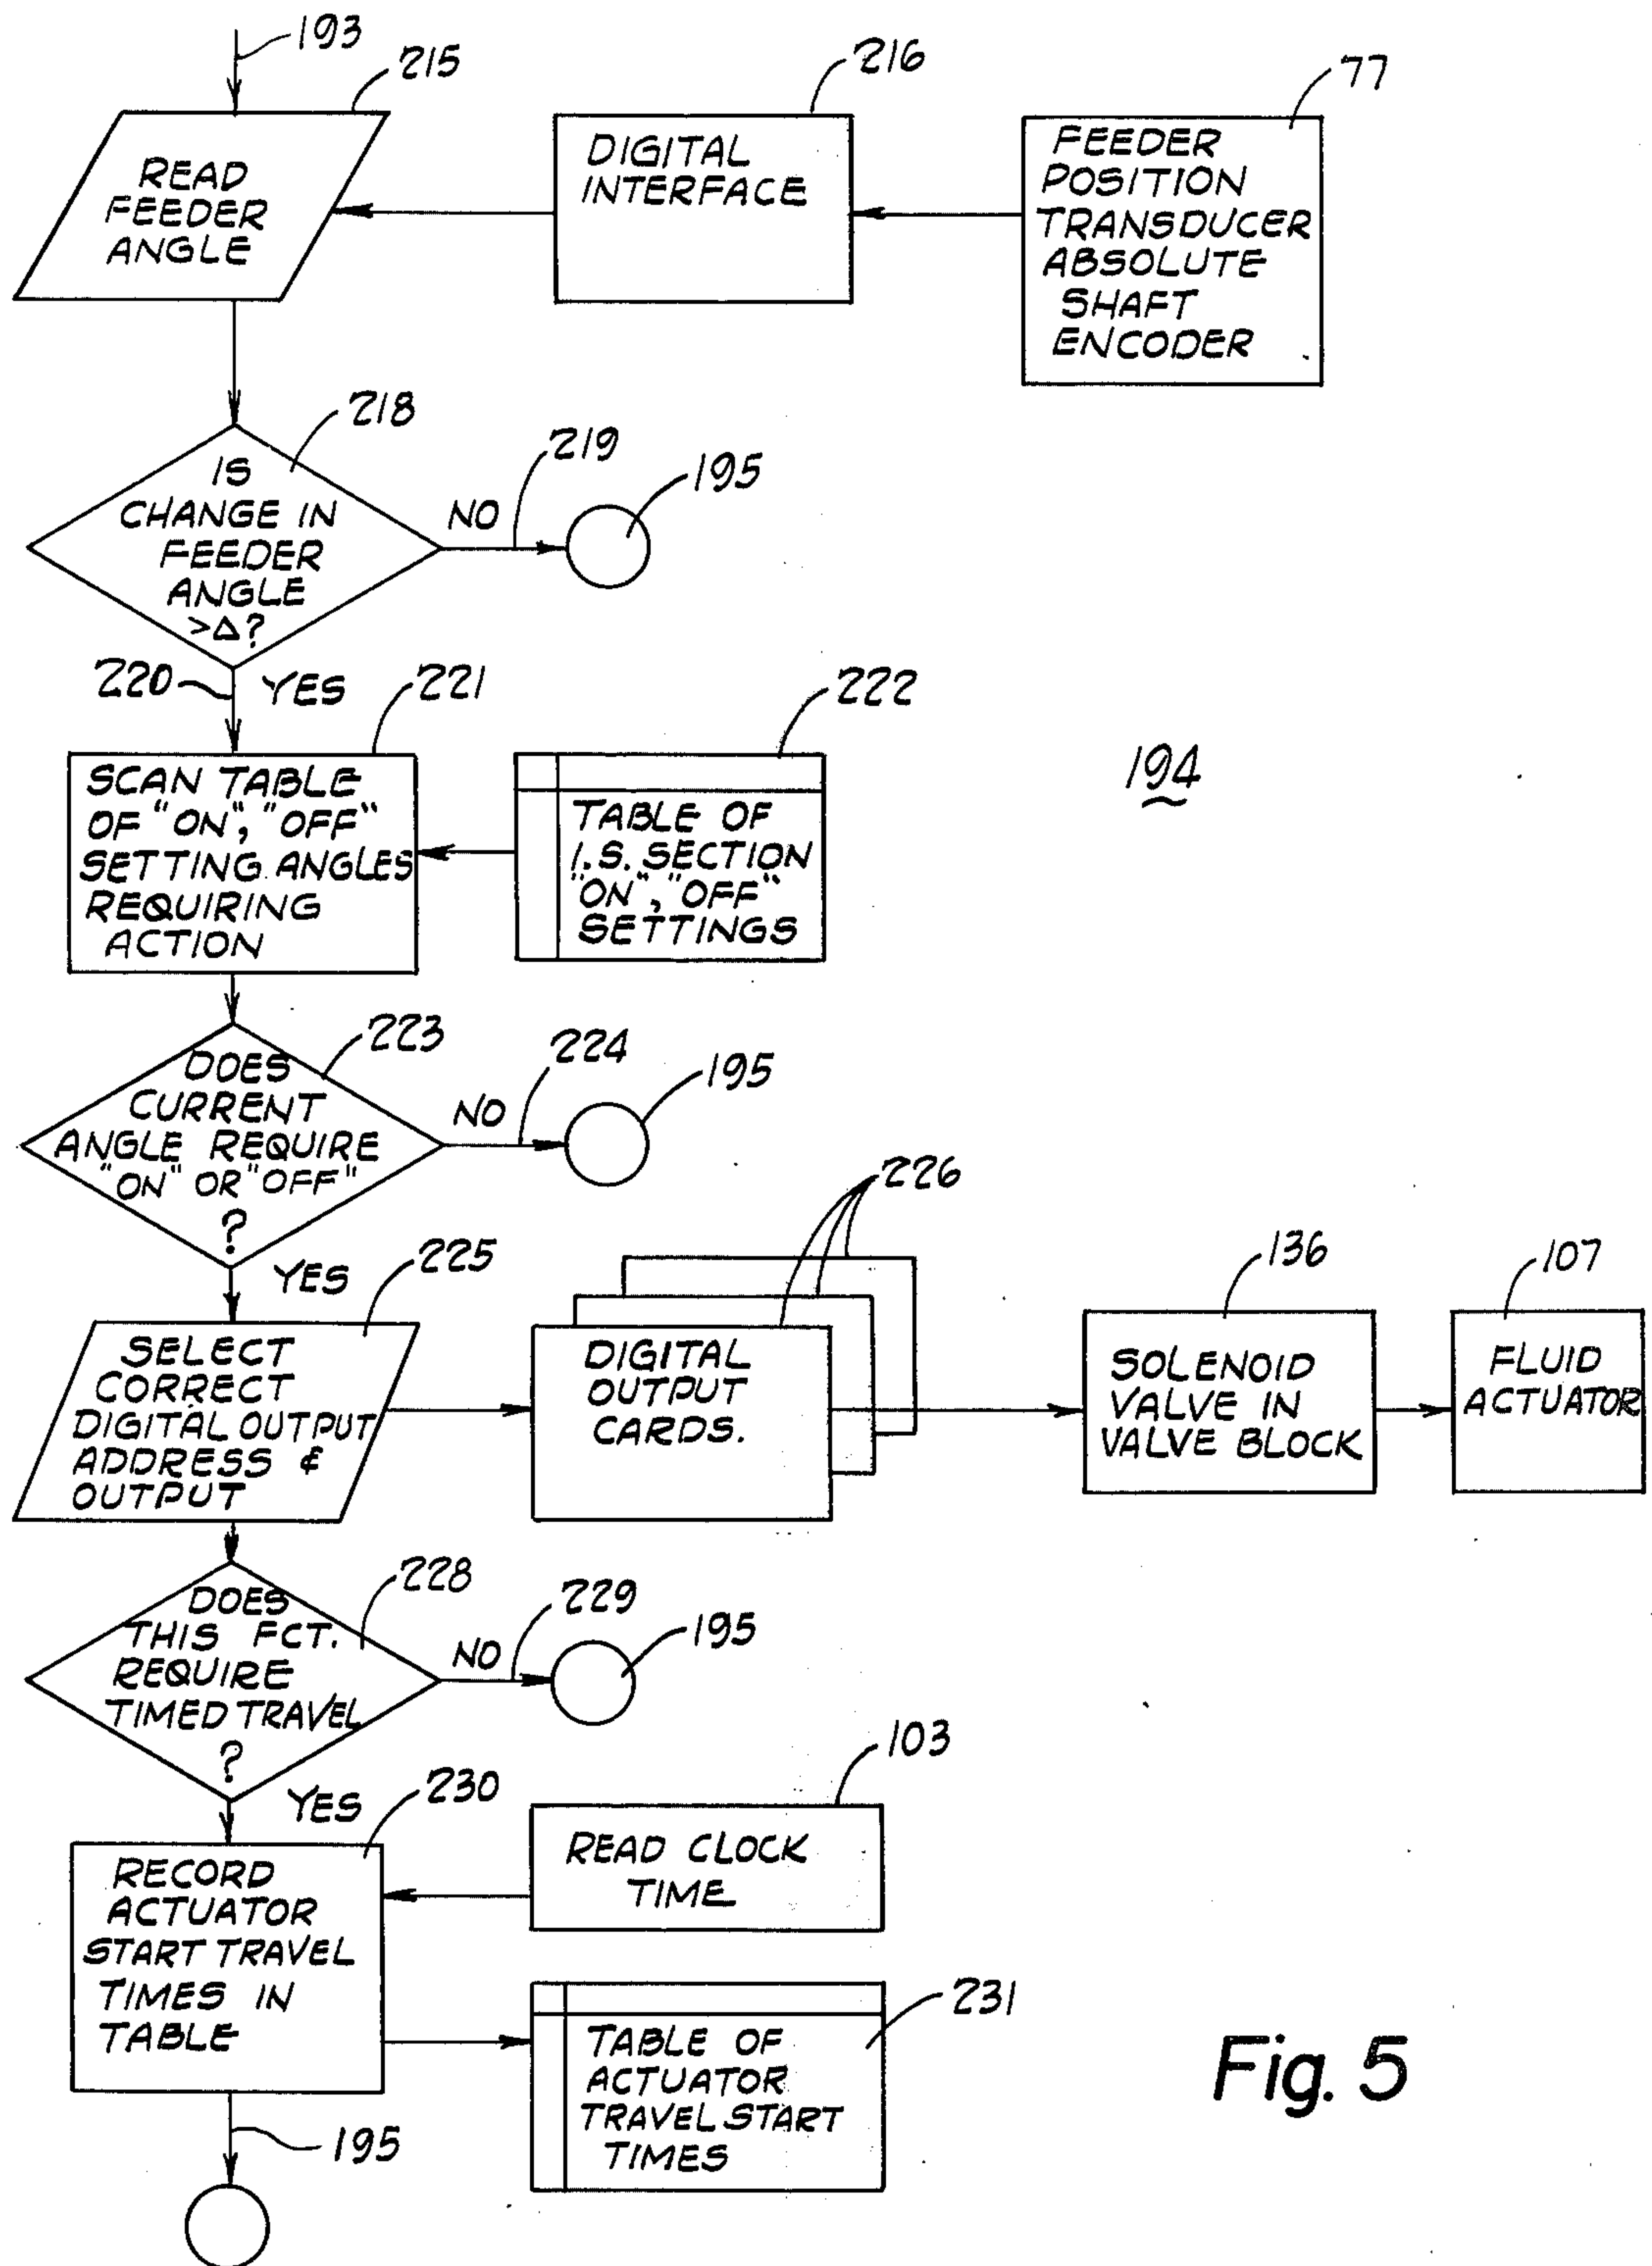 193
215
216
77
READ
FEEDER
ANGLE
DIGITAL
INTERFACE
FEEDER
POSITION
TRANSDUCER
ABSOLUTE
SHAFT
ENCODER
218
IS
CHANGE IN
FEEDER
ANGLE
>Δ?
NO
219
195
220
YES
221
222
194
SCAN TABLE
OF "ON", "OFF"
SETTING ANGLES
REQUIRING
ACTION
TABLE OF
I.S. SECTION
"ON", "OFF"
SETTINGS
223
DOES
CURRENT
ANGLE REQUIRE
"ON" OR "OFF"
?
NO
224
195
YES
225
226
136
107
SELECT
CORRECT
DIGITAL OUTPUT
ADDRESS &
OUTPUT
DIGITAL
OUTPUT
CARDS.
SOLENOID
VALVE IN
VALVE BLOCK
FLUID
ACTUATOR
228
DOES
THIS FCT.
REQUIRE
TIMED TRAVEL
?
NO
229
195
YES
230
103
RECORD
ACTUATOR
START TRAVEL
TIMES IN
TABLE
READ CLOCK
TIME
231
TABLE OF
ACTUATOR
TRAVEL START
TIMES
195
Fig. 5